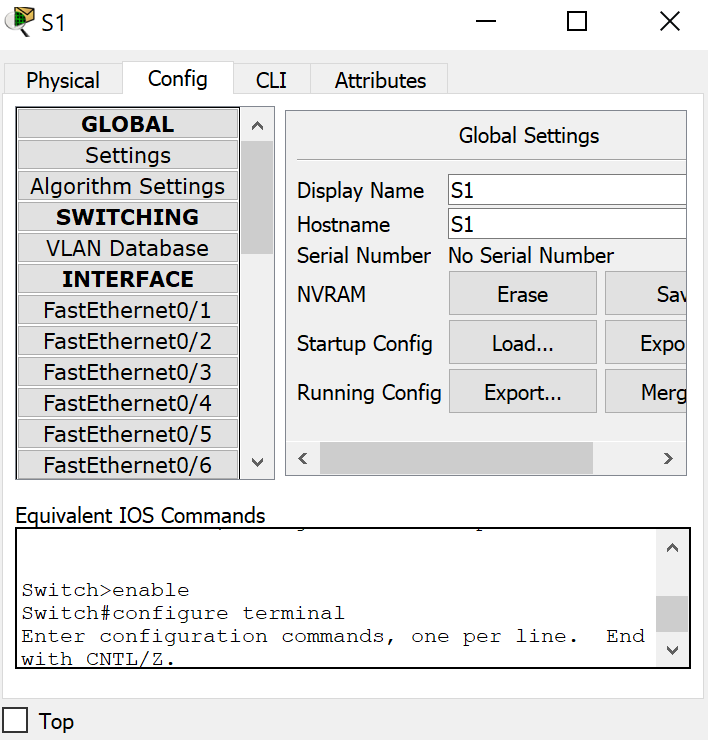 S1
Physical Config CLI Attributes
GLOBAL
Settings
Algorithm Settings
SWITCHING
VLAN Database
INTERFACE
FastEthernet0/1
FastEthernet0/2
FastEthernet0/3
FastEthernet0/4
FastEthernet0/5
FastEthernet0/6
Global Settings
Display Name S1
Hostname S1
Serial Number No Serial Number
NVRAM Erase Sav
Startup Config Load... Expo
Running Config Export... Merg
Equivalent IOS Commands
Switch>enable
Switch#configure terminal
Enter configuration commands, one per line. End
with CNTL/Z.
Top